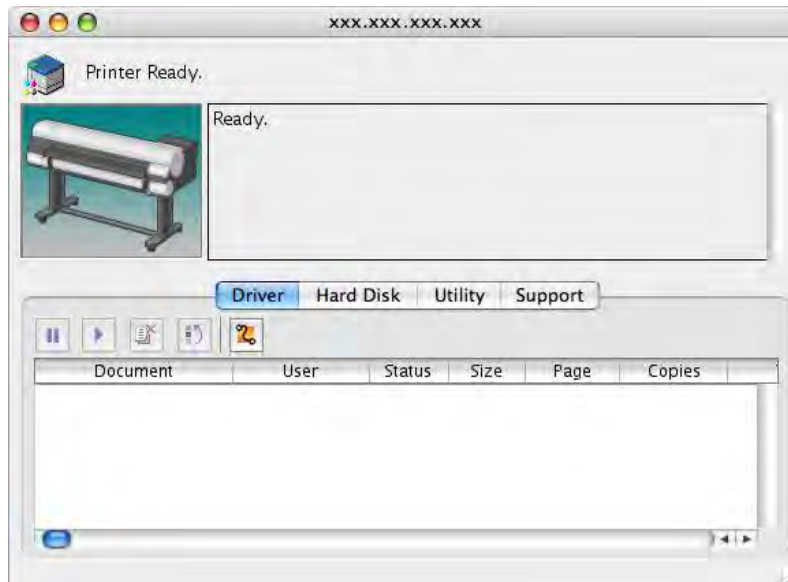 xxx.xxx.xxx.xxx
Printer Ready.
Ready.
Driver Hard Disk Utility Support
Document User Status Size Page Copies